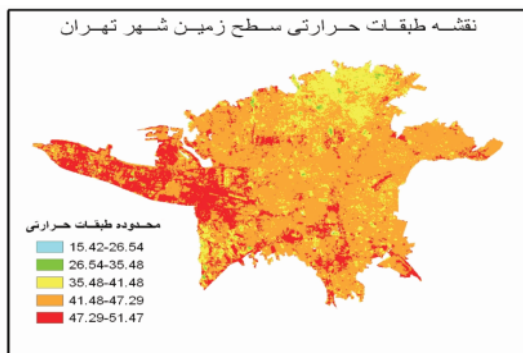 نقشه طبقات حرارتی سطح زمین شهر تهران
محدوده طبقات حرارتی
15.42-26.54
26.54-35.48
35.48-41.48
41.48-47.29
47.29-51.47